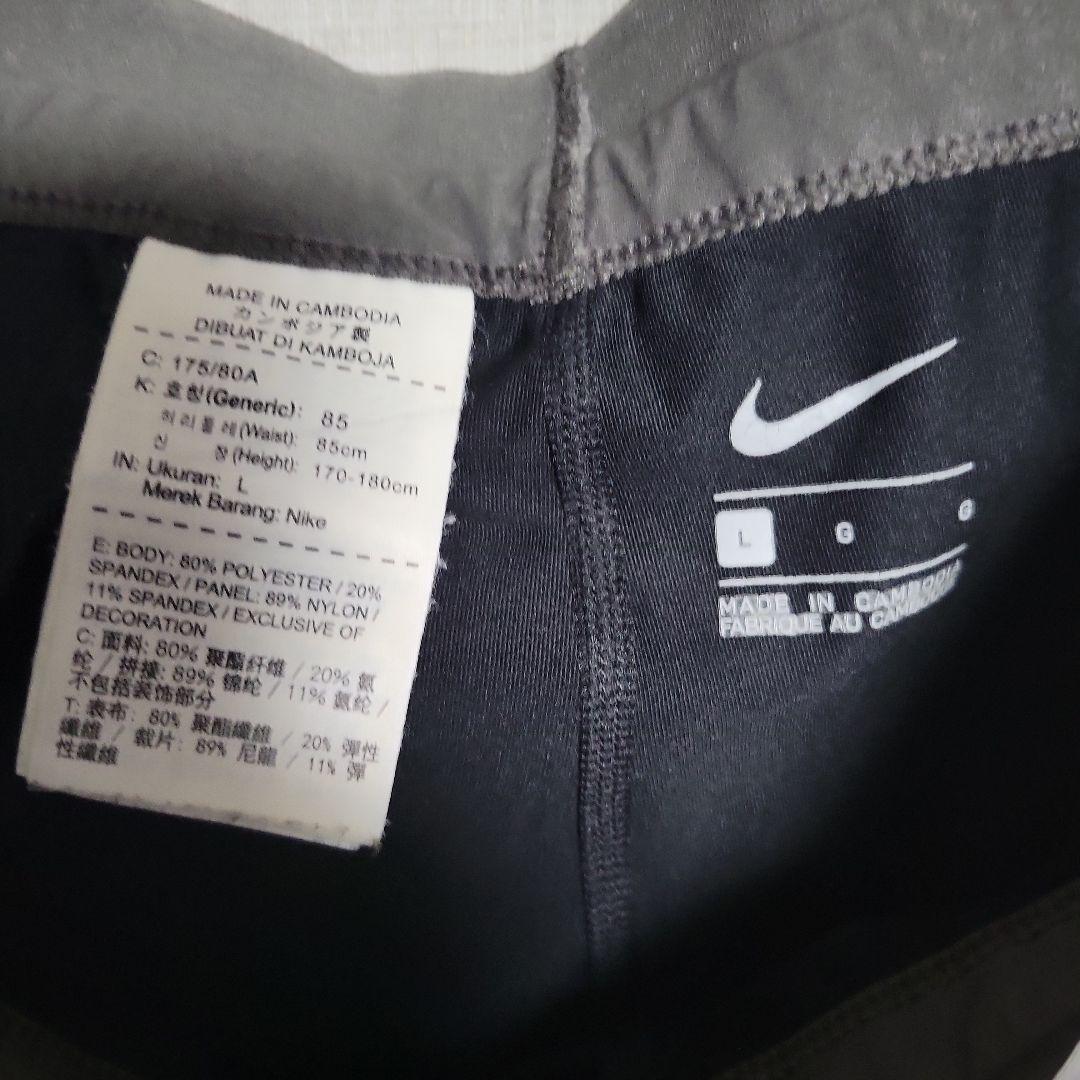 MADE IN CAMBODIA
カンボジア製
DIBUAT DI KAMBOJA
C: 175/80A
K: 호칭(Generic): 85
허리둘레(Waist): 85cm
신 장(Height): 170-180cm
IN: Ukuran: L
Merek Barang: Nike
E: BODY: 80% POLYESTER / 20%
SPANDEX / PANEL: 89% NYLON /
11% SPANDEX / EXCLUSIVE OF
DECORATION
C: 面料: 80% 聚酯纤维 / 20% 氨
纶 / 拼接: 89% 锦纶 / 11% 氨纶 /
不包括装饰部分
T: 表布: 80% 聚酯纖維 / 20% 彈性
纖維 / 裁片: 89% 尼龍 / 11% 彈
性纖維
L G G
MADE IN CAMBODIA
FABRIQUE AU